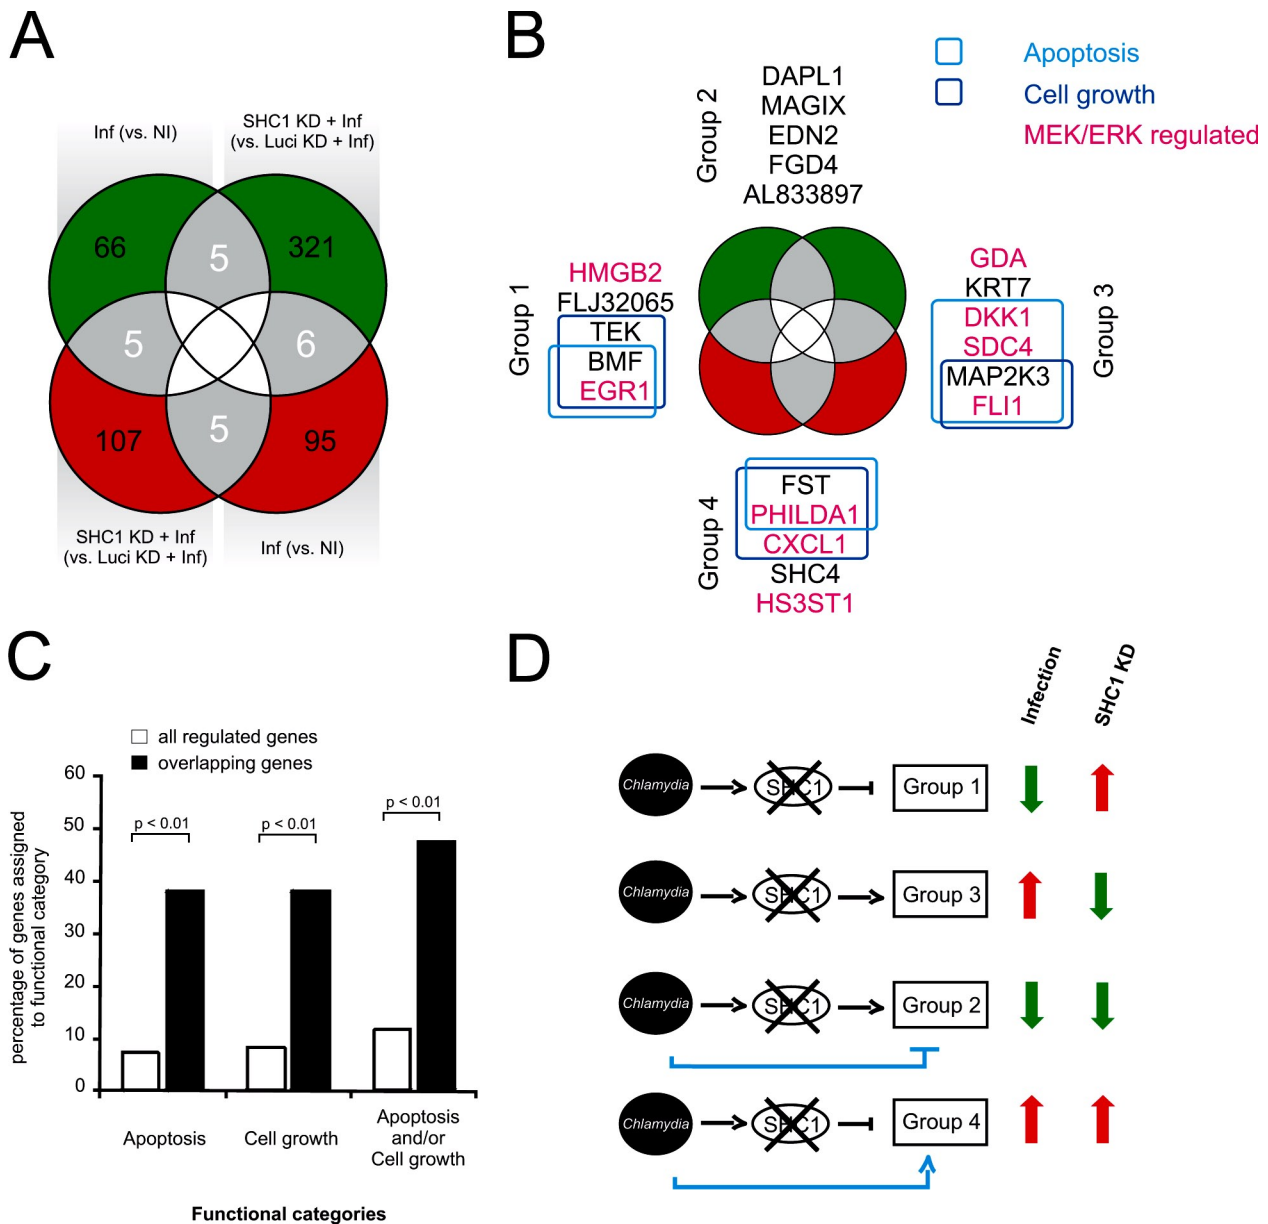 A
Inf (vs. NI)
SHC1 KD + Inf
(vs. Luci KD + Inf)
66
5
321
5
6
107
5
95
SHC1 KD + Inf
(vs. Luci KD + Inf)
Inf (vs. NI)
B
Apoptosis
Cell growth
MEK/ERK regulated
Group 2
DAPL1
MAGIX
EDN2
FGD4
AL833897
Group 1
HMGB2
FLJ32065
TEK
BMF
EGR1
GDA
KRT7
DKK1
SDC4
MAP2K3
FLI1
Group 3
Group 4
FST
PHILDA1
CXCL1
SHC4
HS3ST1
C
all regulated genes
overlapping genes
percentage of genes assigned
to functional category
60
50
40
30
20
10
0
p < 0.01
p < 0.01
p < 0.01
Apoptosis
Cell growth
Apoptosis
and/or
Cell growth
Functional categories
D
Infection
SHC1 KD
Chlamydia
SHC1
Group 1
Chlamydia
SHC1
Group 3
Chlamydia
SHC1
Group 2
Chlamydia
SHC1
Group 4